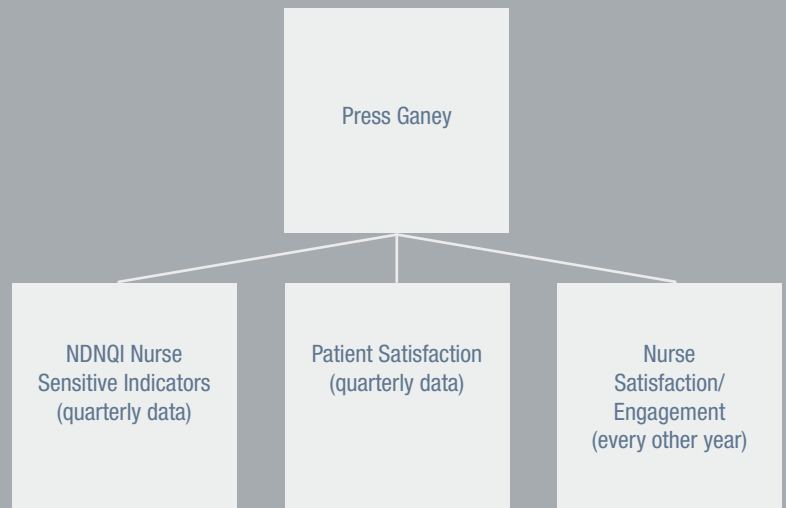 Press Ganey
NDNQI Nurse
Sensitive Indicators
(quarterly data)
Patient Satisfaction
(quarterly data)
Nurse
Satisfaction/
Engagement
(every other year)